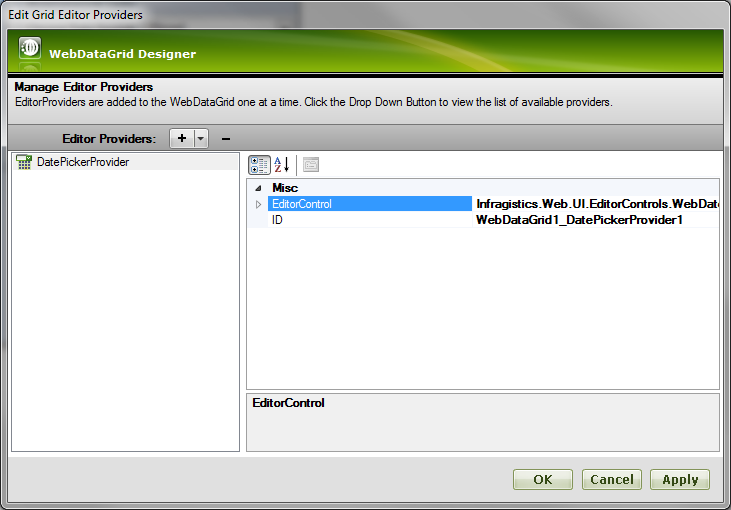 Edit Grid Editor Providers
WebDataGrid Designer
Manage Editor Providers
EditorProviders are added to the WebDataGrid one at a time. Click the Drop Down Button to view the list of available providers.
Editor Providers:
DatePickerProvider
Misc
EditorControl Infragistics.Web.UI.EditorControls.WebDate
ID WebDataGrid1_DatePickerProvider1
EditorControl
OK Cancel Apply